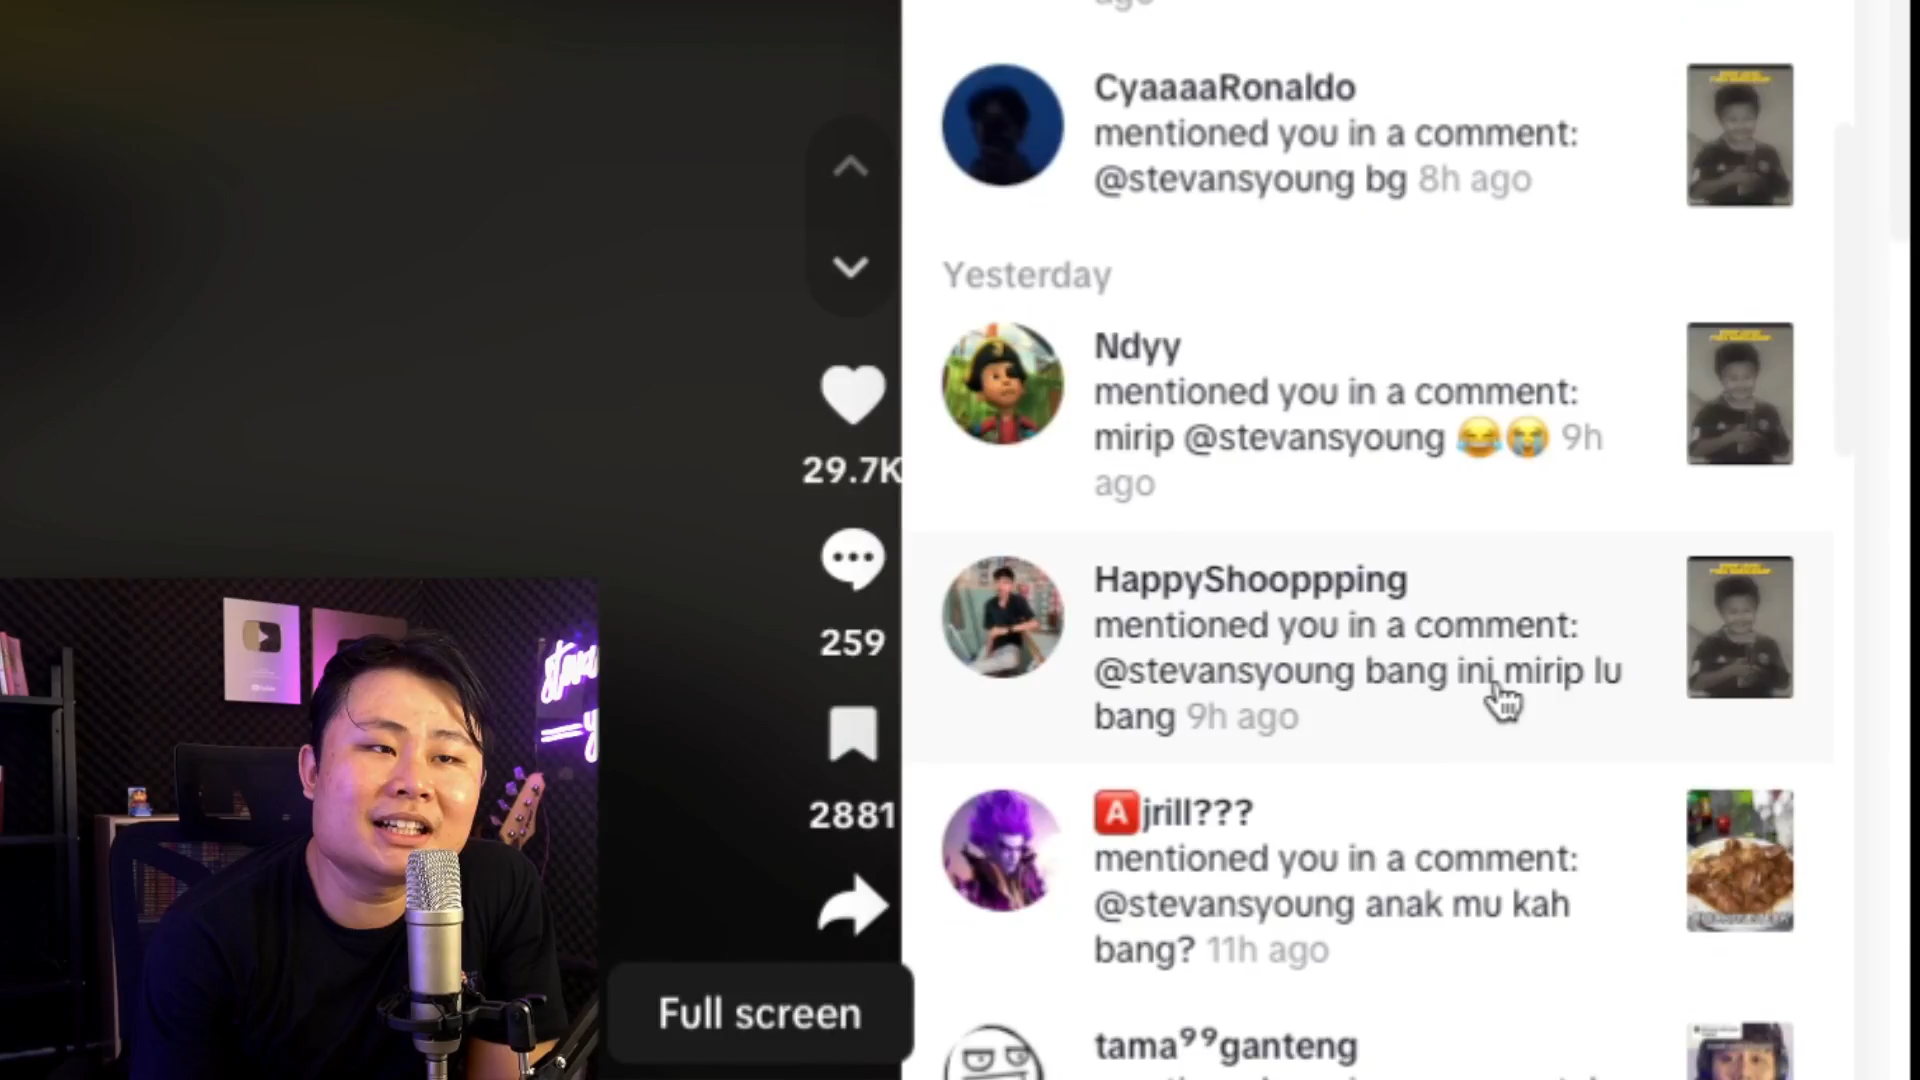 ago
CyaaaaRonaldo
mentioned you in a comment:
@stevansyoung bg 8h ago
Yesterday
Ndyy
mentioned you in a comment:
mirip @stevansyoung 😂😭 9h
ago
HappyShooppping
mentioned you in a comment:
@stevansyoung bang ini mirip lu
bang 9h ago
🅰jrill???
mentioned you in a comment:
@stevansyoung anak mu kah
bang? 11h ago
tama⁹⁹ganteng
29.7K
259
2881
Full screen